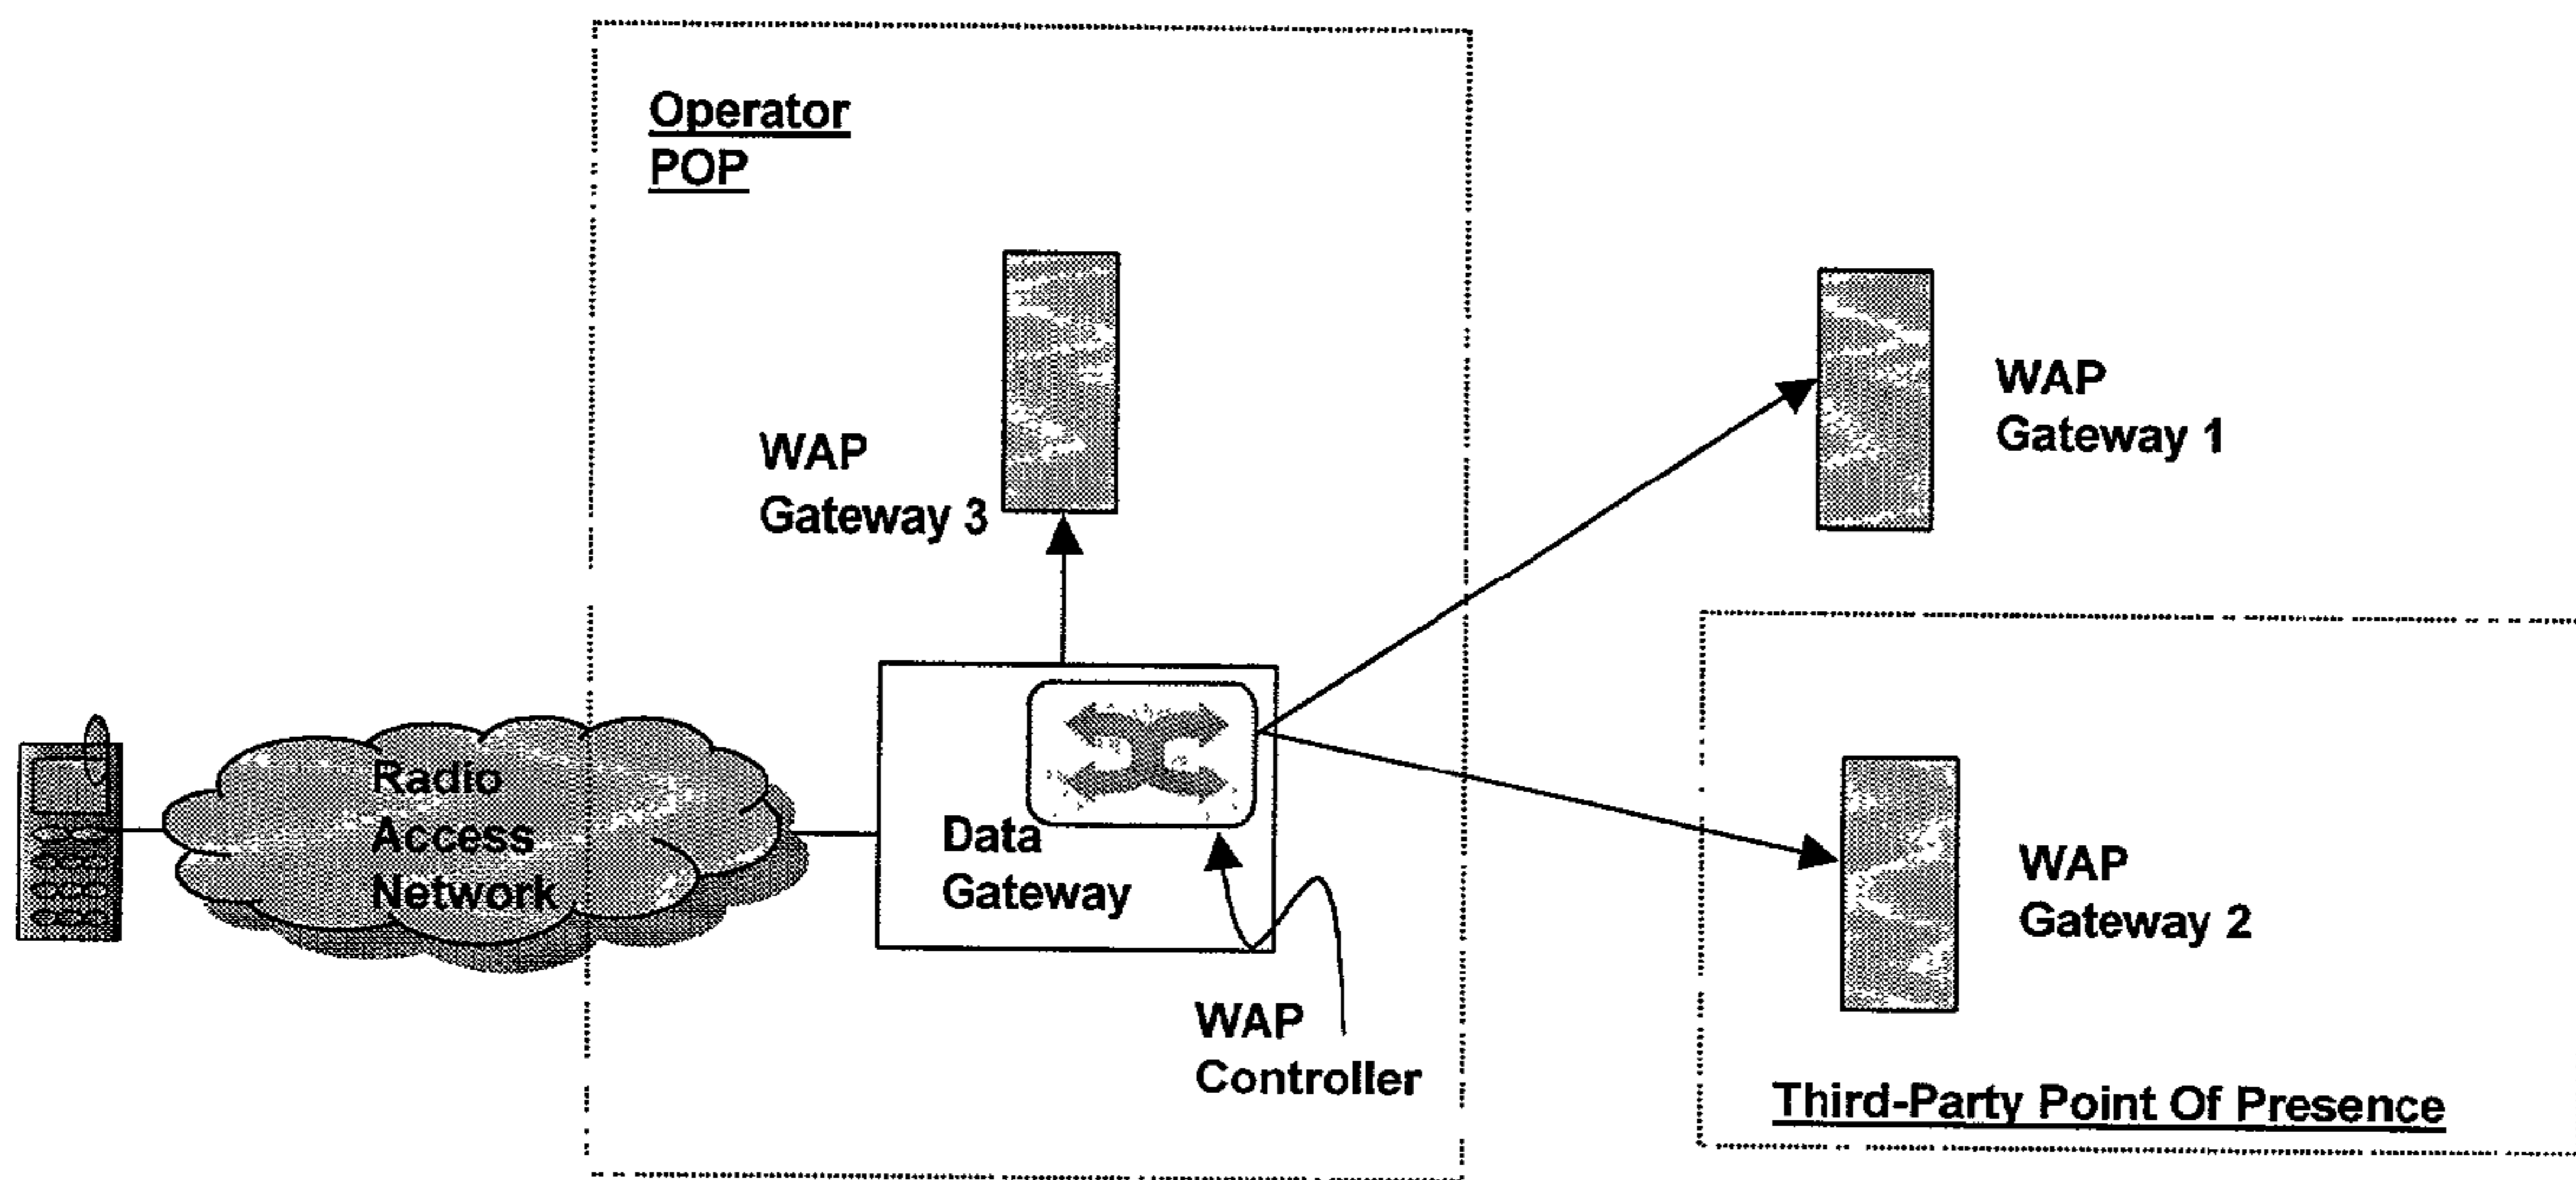 Operator
POP
WAP
Gateway 3
WAP
Gateway 1
Radio
Access
Network
Data
Gateway
WAP
Gateway 2
WAP
Controller
Third-Party Point Of Presence